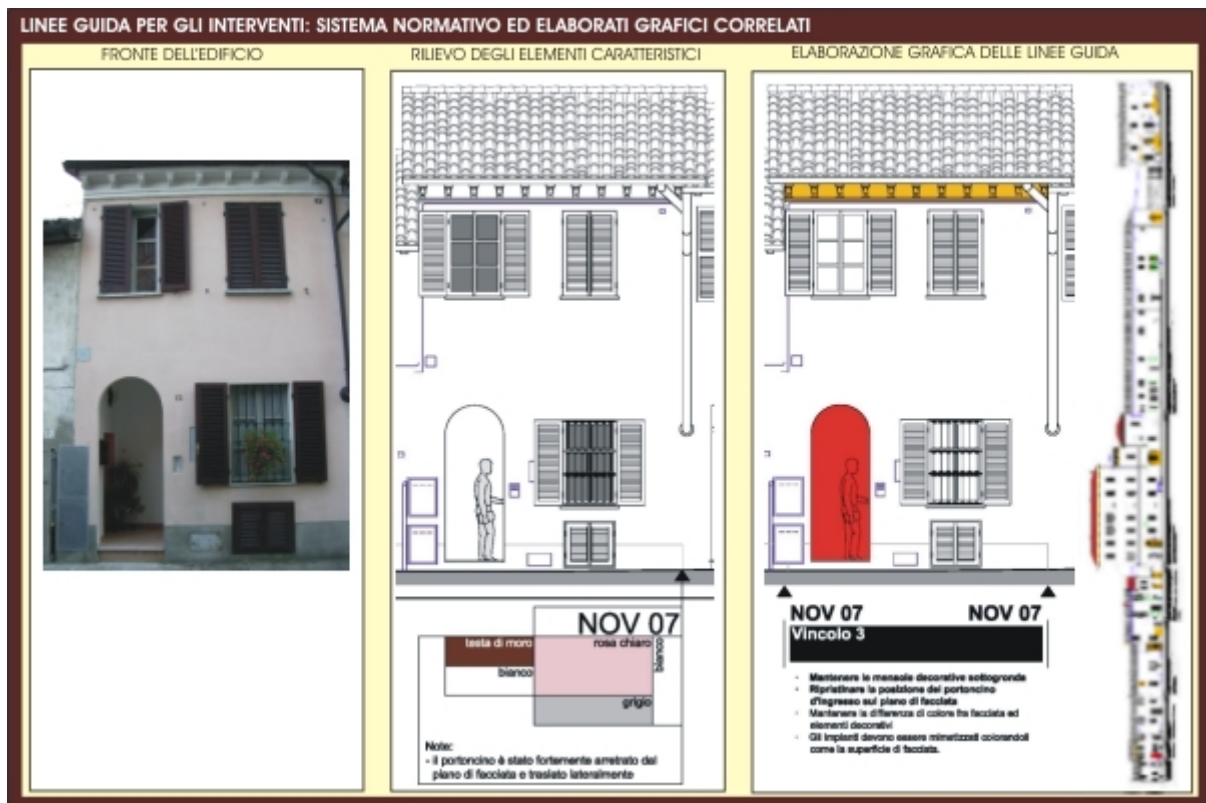 LINEE GUIDA PER GLI INTERVENTI: SISTEMA NORMATIVO ED ELABORATI GRAFICI CORRELATI
FRONTE DELL'EDIFICIO
RILIEVO DEGLI ELEMENTI CARATTERISTICI
ELABORAZIONE GRAFICA DELLE LINEE GUIDA
NOV 07
testa di moro
rosa chiaro
bianco
bianco
grigio
Note:
- il portoncino è stato fortemente arretrato dal
piano di facciata e traslato lateralmente
NOV 07
NOV 07
Vincolo 3
- Mantenere le mensole decorative sottogronda
- Ripristinare la posizione del portoncino
d'ingresso sul piano di facciata
- Mantenere la differenza di colore fra facciata ed
elementi decorativi
- Gli impianti devono essere mimetizzati colorandoli
come la superficie di facciata.